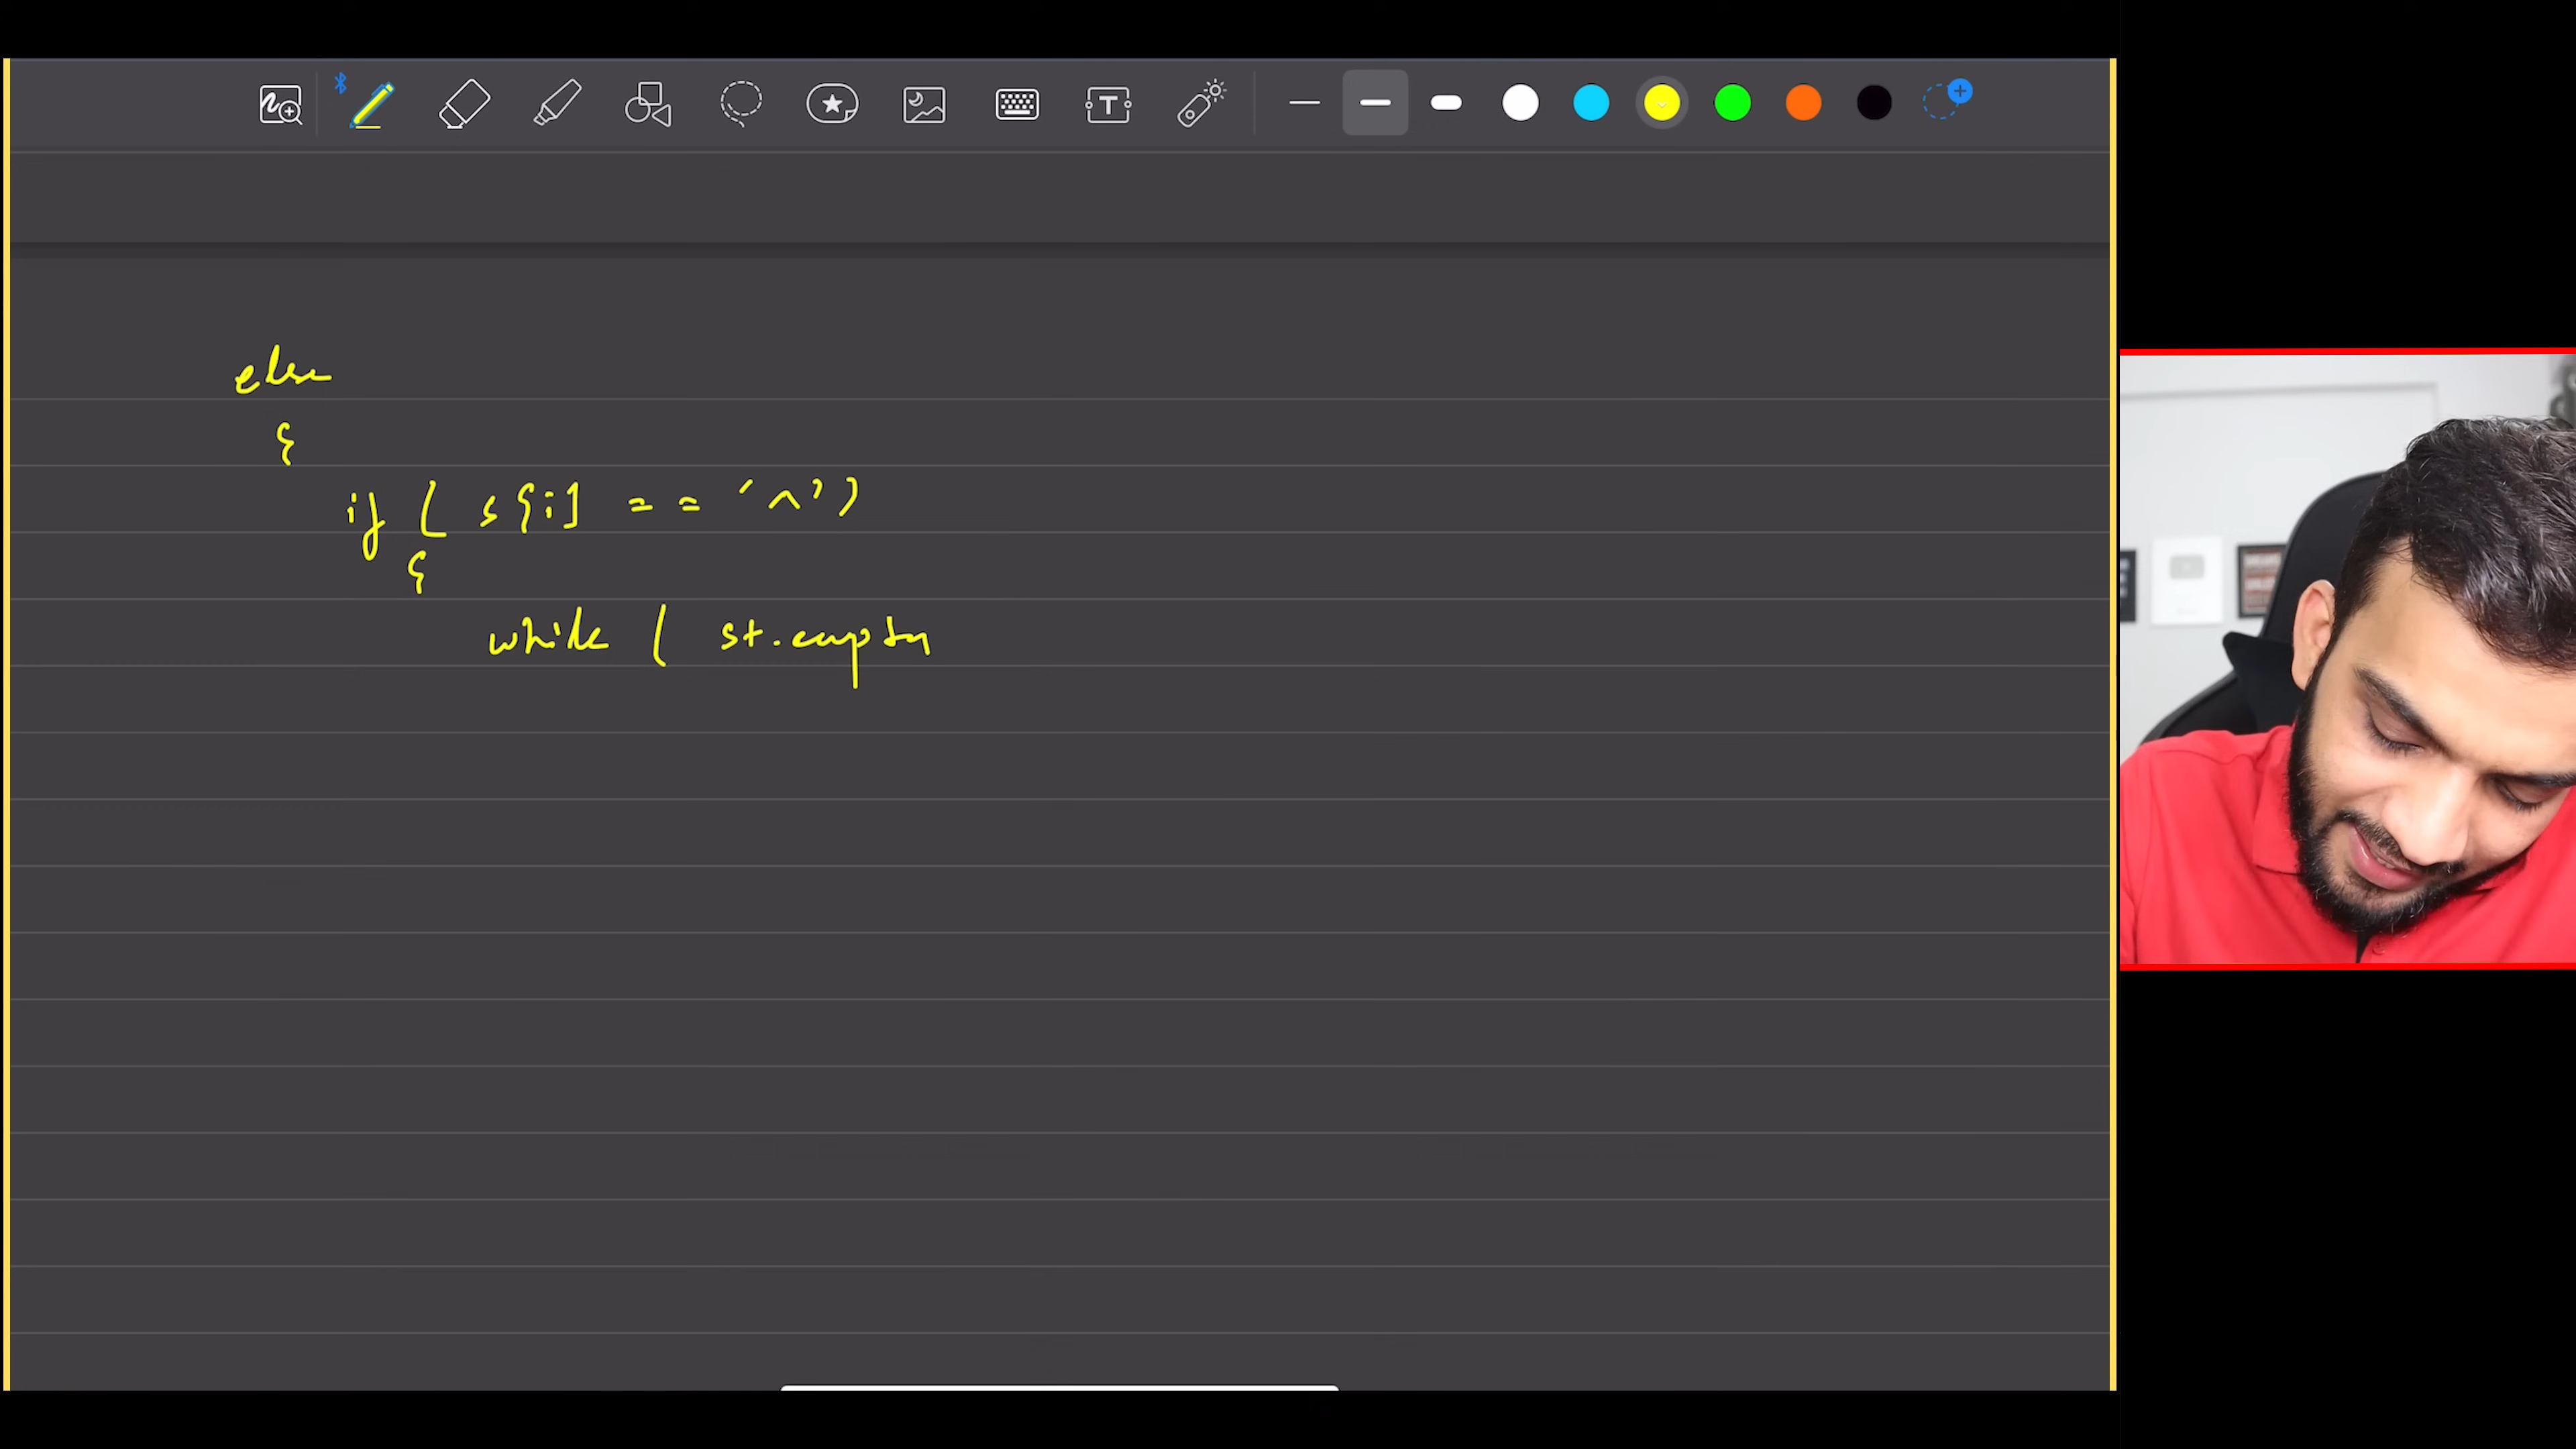 else
{
if ( s[i] == '^')
{
while ( st.empty